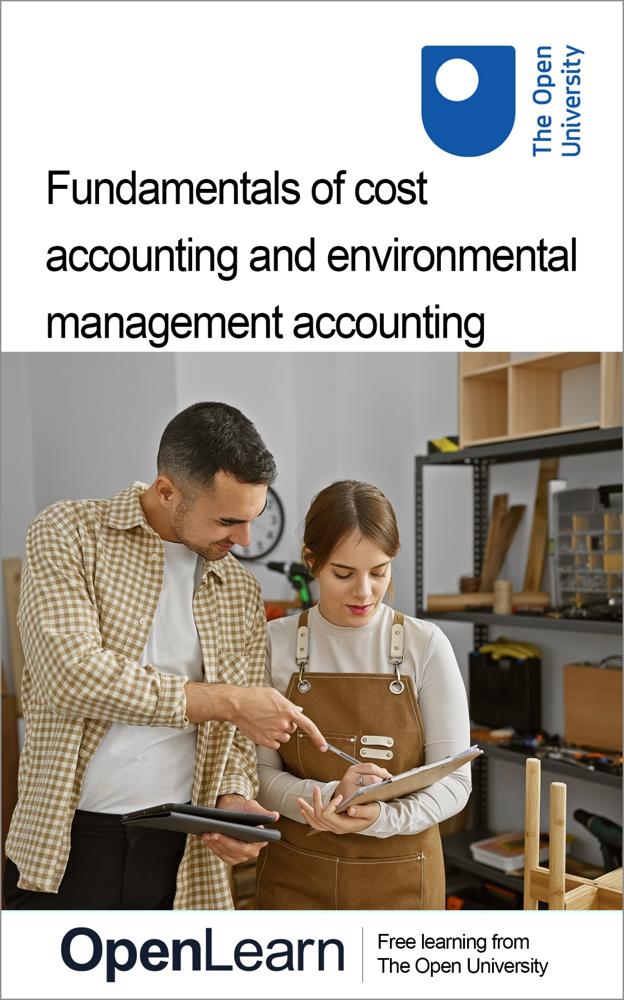 The Open
University
Fundamentals of cost
accounting and environmental
management accounting
OpenLearn
Free learning from
The Open University